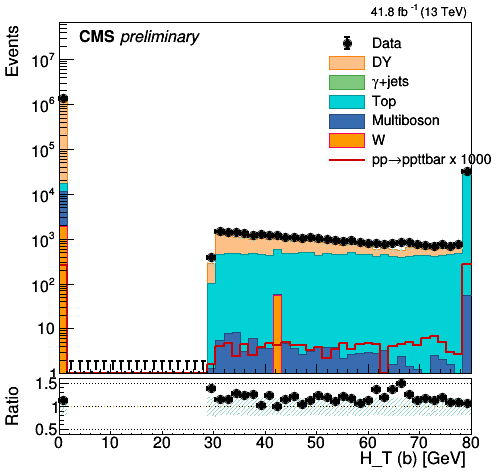 41.8 fb⁻¹ (13 TeV)
CMS preliminary
Events
Data
DY
γ+jets
Top
Multiboson
W
pp→ppttbar x 1000
10⁷
10⁶
10⁵
10⁴
10³
10²
10
1
Ratio
1.5
1
0.5
0 10 20 30 40 50 60 70 80
H_T (b) [GeV]